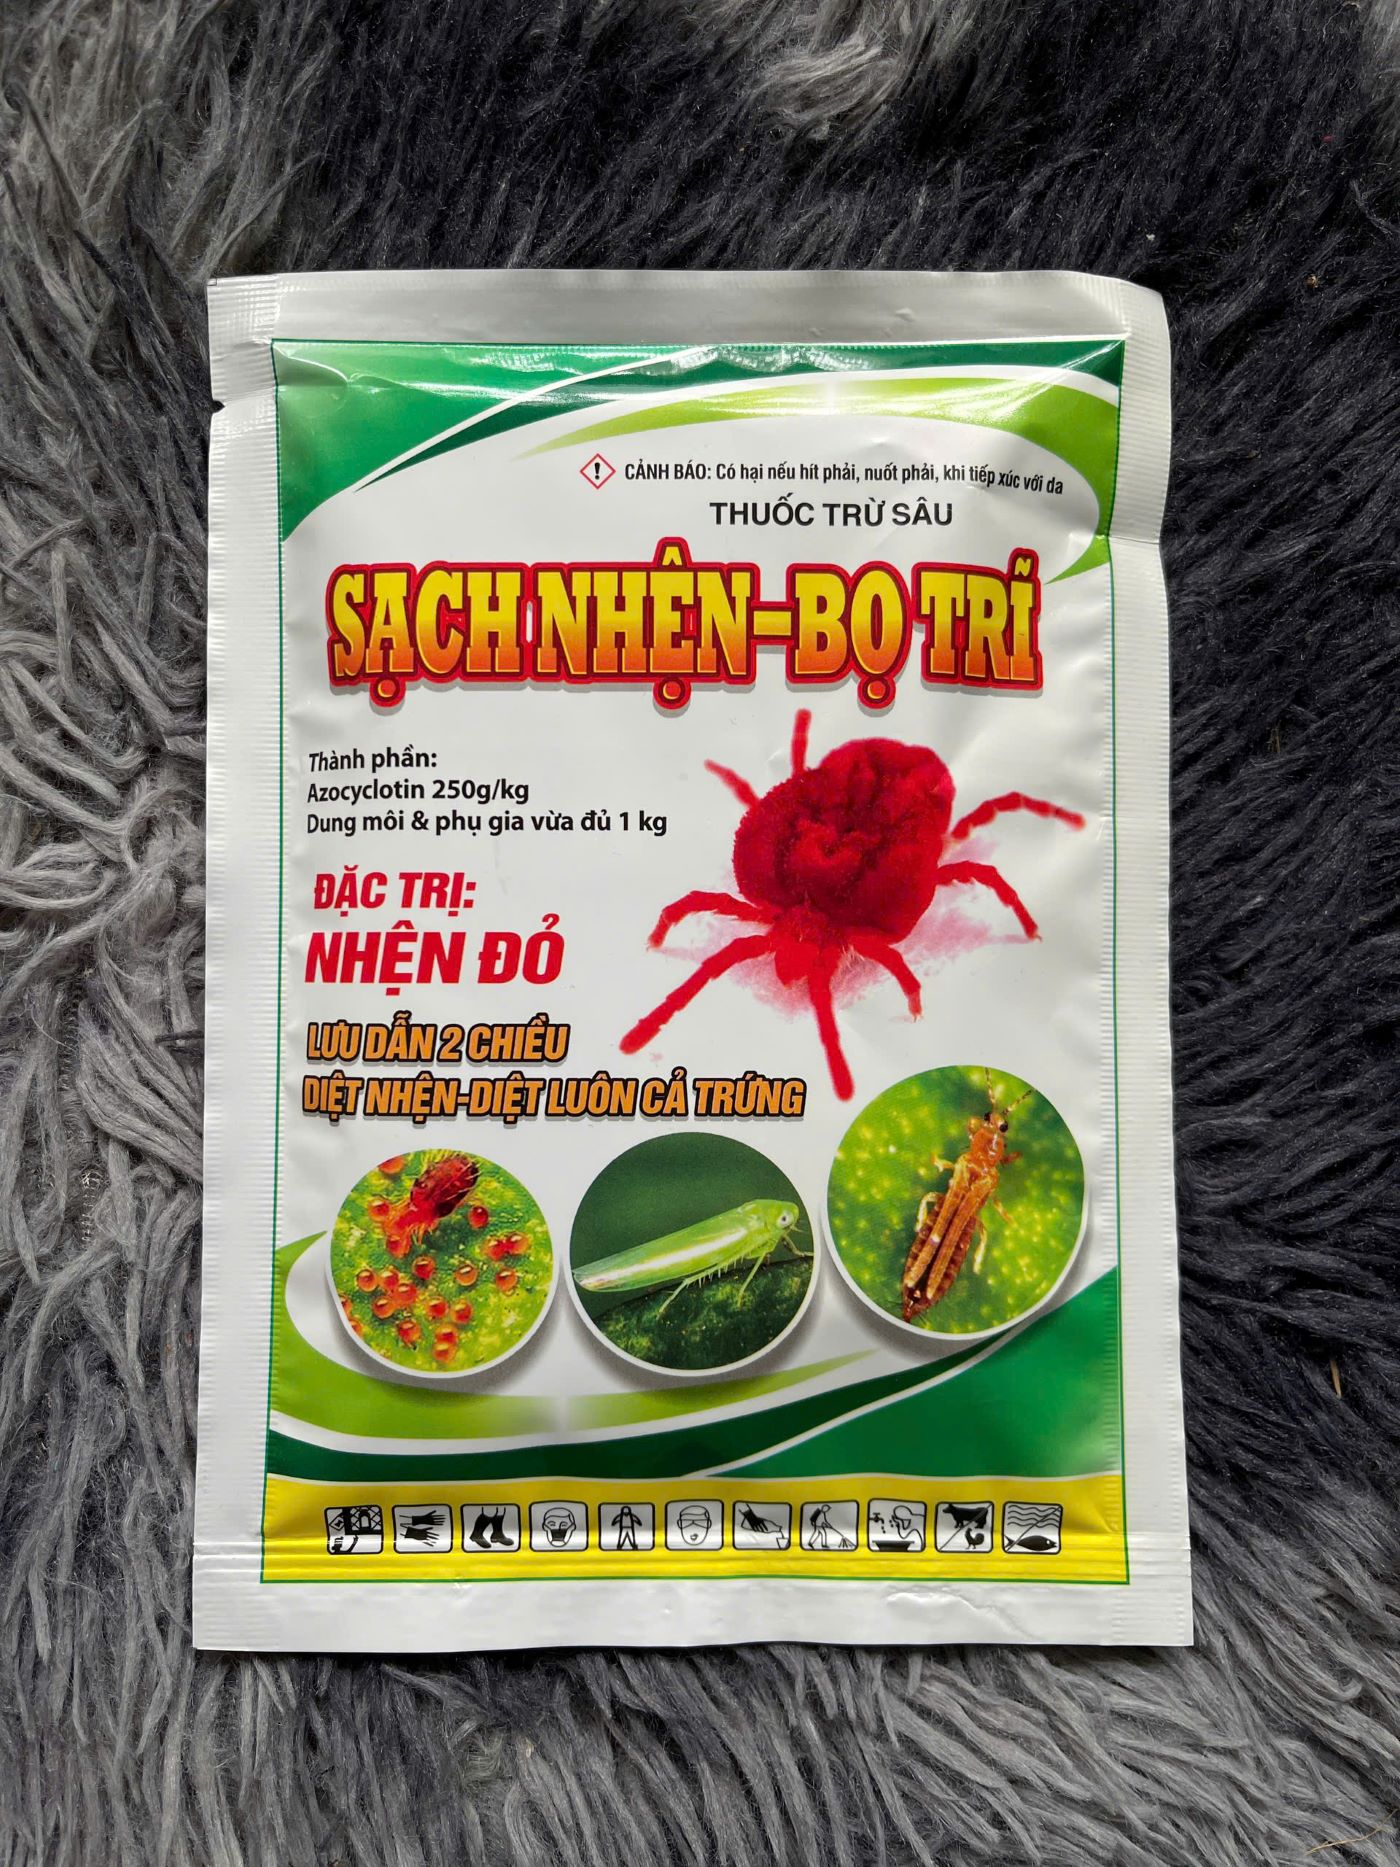 CẢNH BÁO: Có hại nếu hít phải, nuốt phải, khi tiếp xúc với da
THUỐC TRỪ SÂU
SẠCH NHỆN-BỌ TRĨ
Thành phần:
Azocyclotin 250g/kg
Dung môi & phụ gia vừa đủ 1 kg
ĐẶC TRỊ:
NHỆN ĐỎ
LƯU DẪN 2 CHIỀU
DIỆT NHỆN-DIỆT LUÔN CẢ TRỨNG